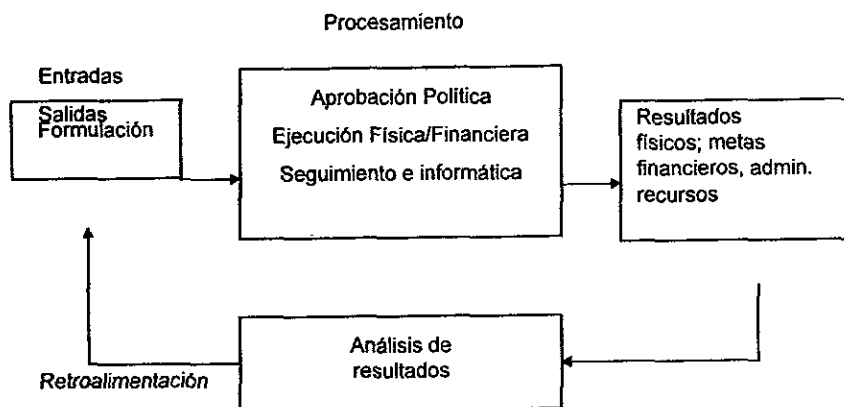 Procesamiento
Entradas
Salidas
Formulación
Aprobación Política
Ejecución Física/Financiera
Seguimiento e informática
Resultados
físicos; metas
financieros, admin.
recursos
Análisis de
resultados
Retroalimentación